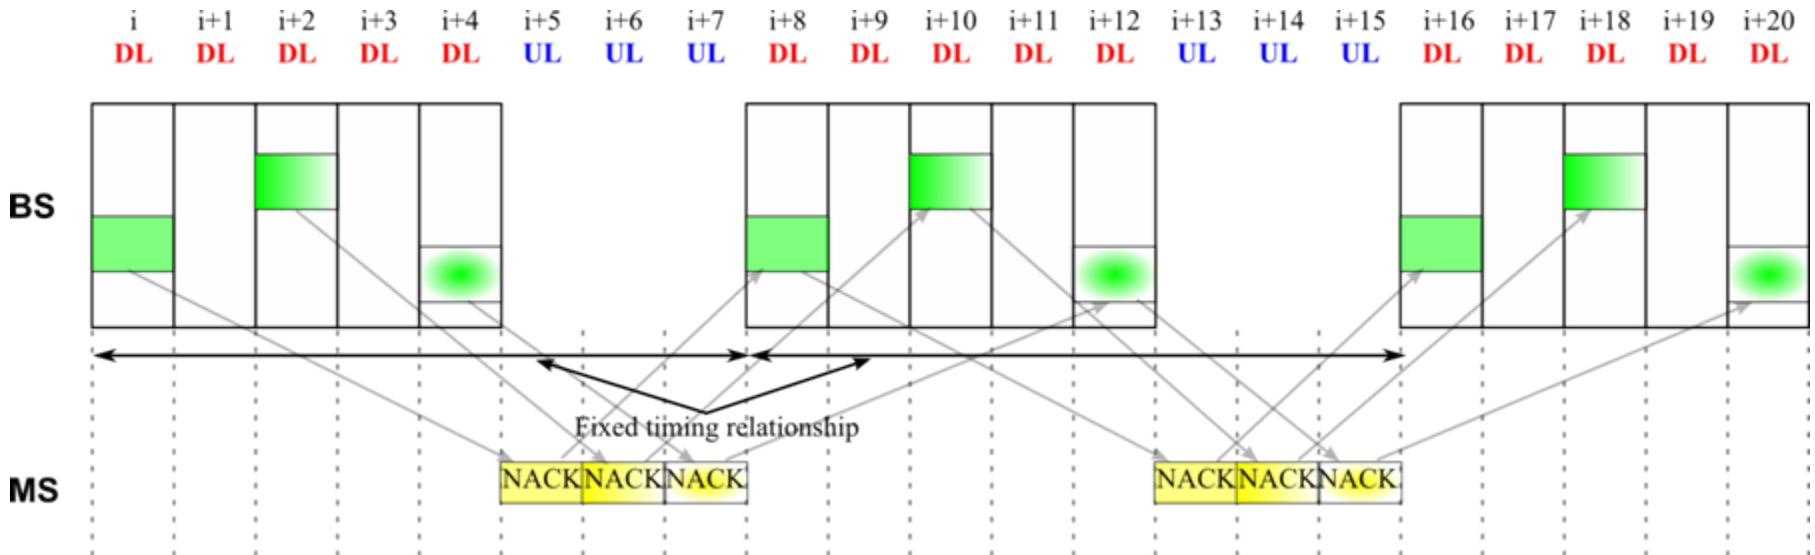 i i+1 i+2 i+3 i+4 i+5 i+6 i+7 i+8 i+9 i+10 i+11 i+12 i+13 i+14 i+15 i+16 i+17 i+18 i+19 i+20
DL DL DL DL DL UL UL UL DL DL DL DL DL UL UL UL DL DL DL DL DL
BS
Fixed timing relationship
MS NACK NACK NACK NACK NACK NACK